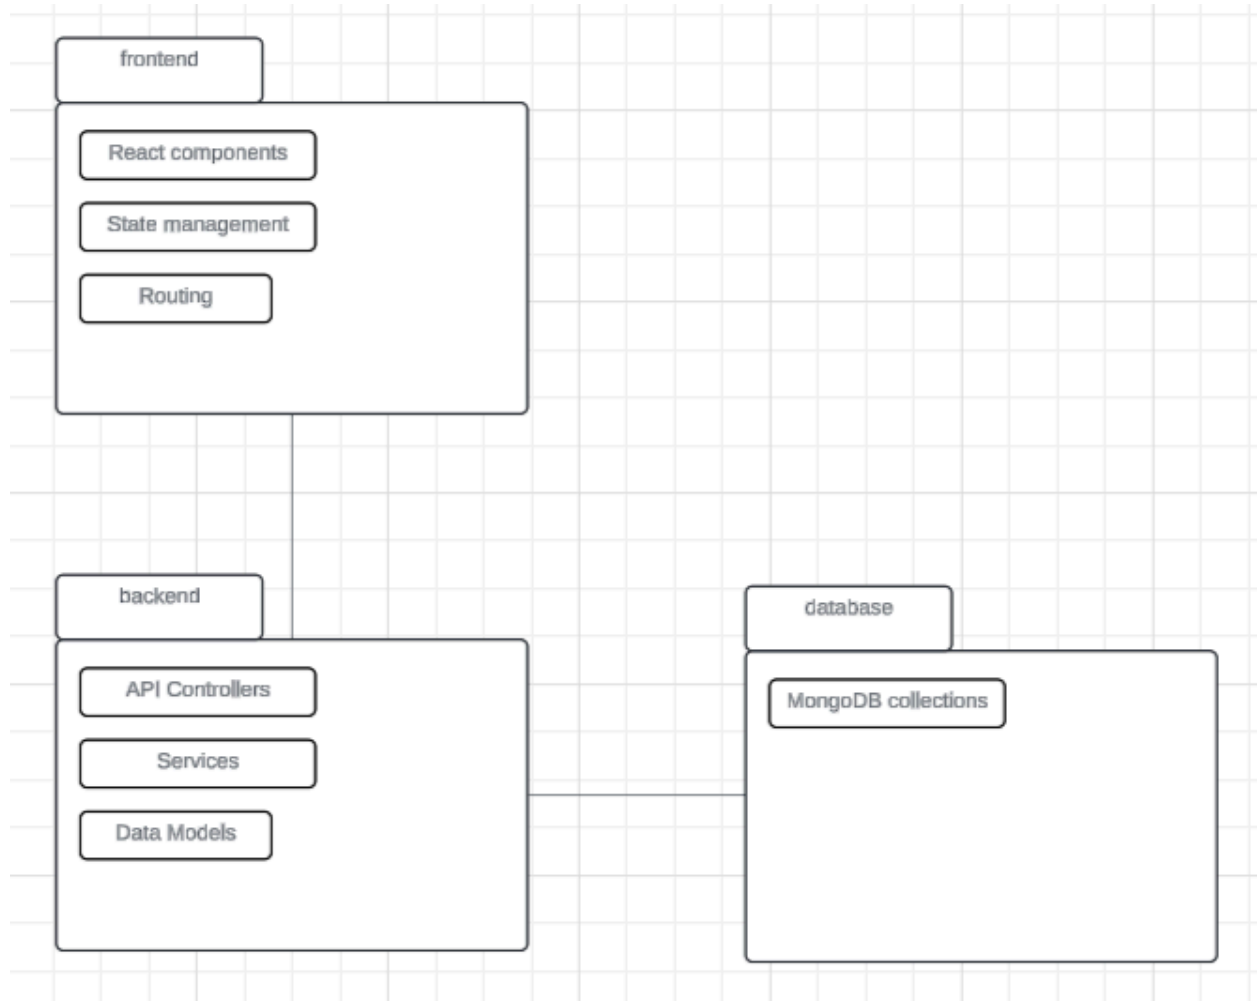 frontend
React components
State management
Routing
backend
API Controllers
Services
Data Models
database
MongoDB collections